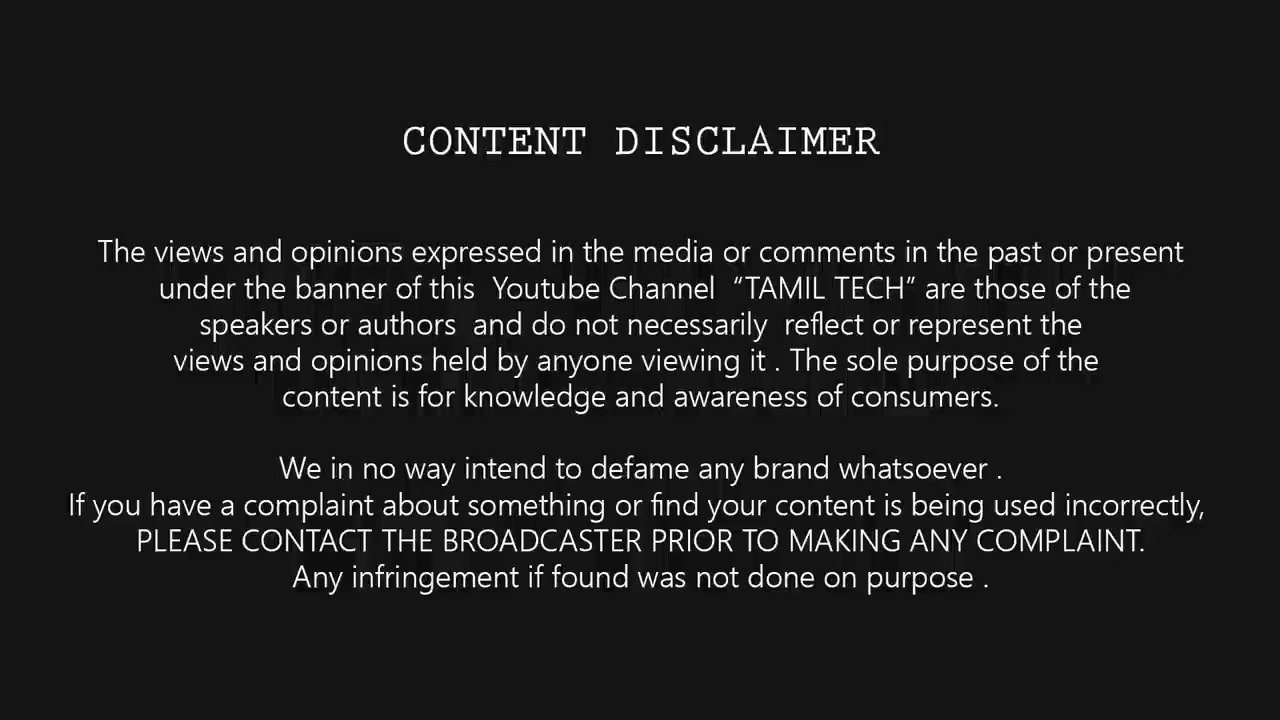 CONTENT DISCLAIMER
The views and opinions expressed in the media or comments in the past or present
under the banner of this Youtube Channel “TAMIL TECH” are those of the
speakers or authors and do not necessarily reflect or represent the
views and opinions held by anyone viewing it . The sole purpose of the
content is for knowledge and awareness of consumers.
We in no way intend to defame any brand whatsoever .
If you have a complaint about something or find your content is being used incorrectly,
PLEASE CONTACT THE BROADCASTER PRIOR TO MAKING ANY COMPLAINT.
Any infringement if found was not done on purpose .